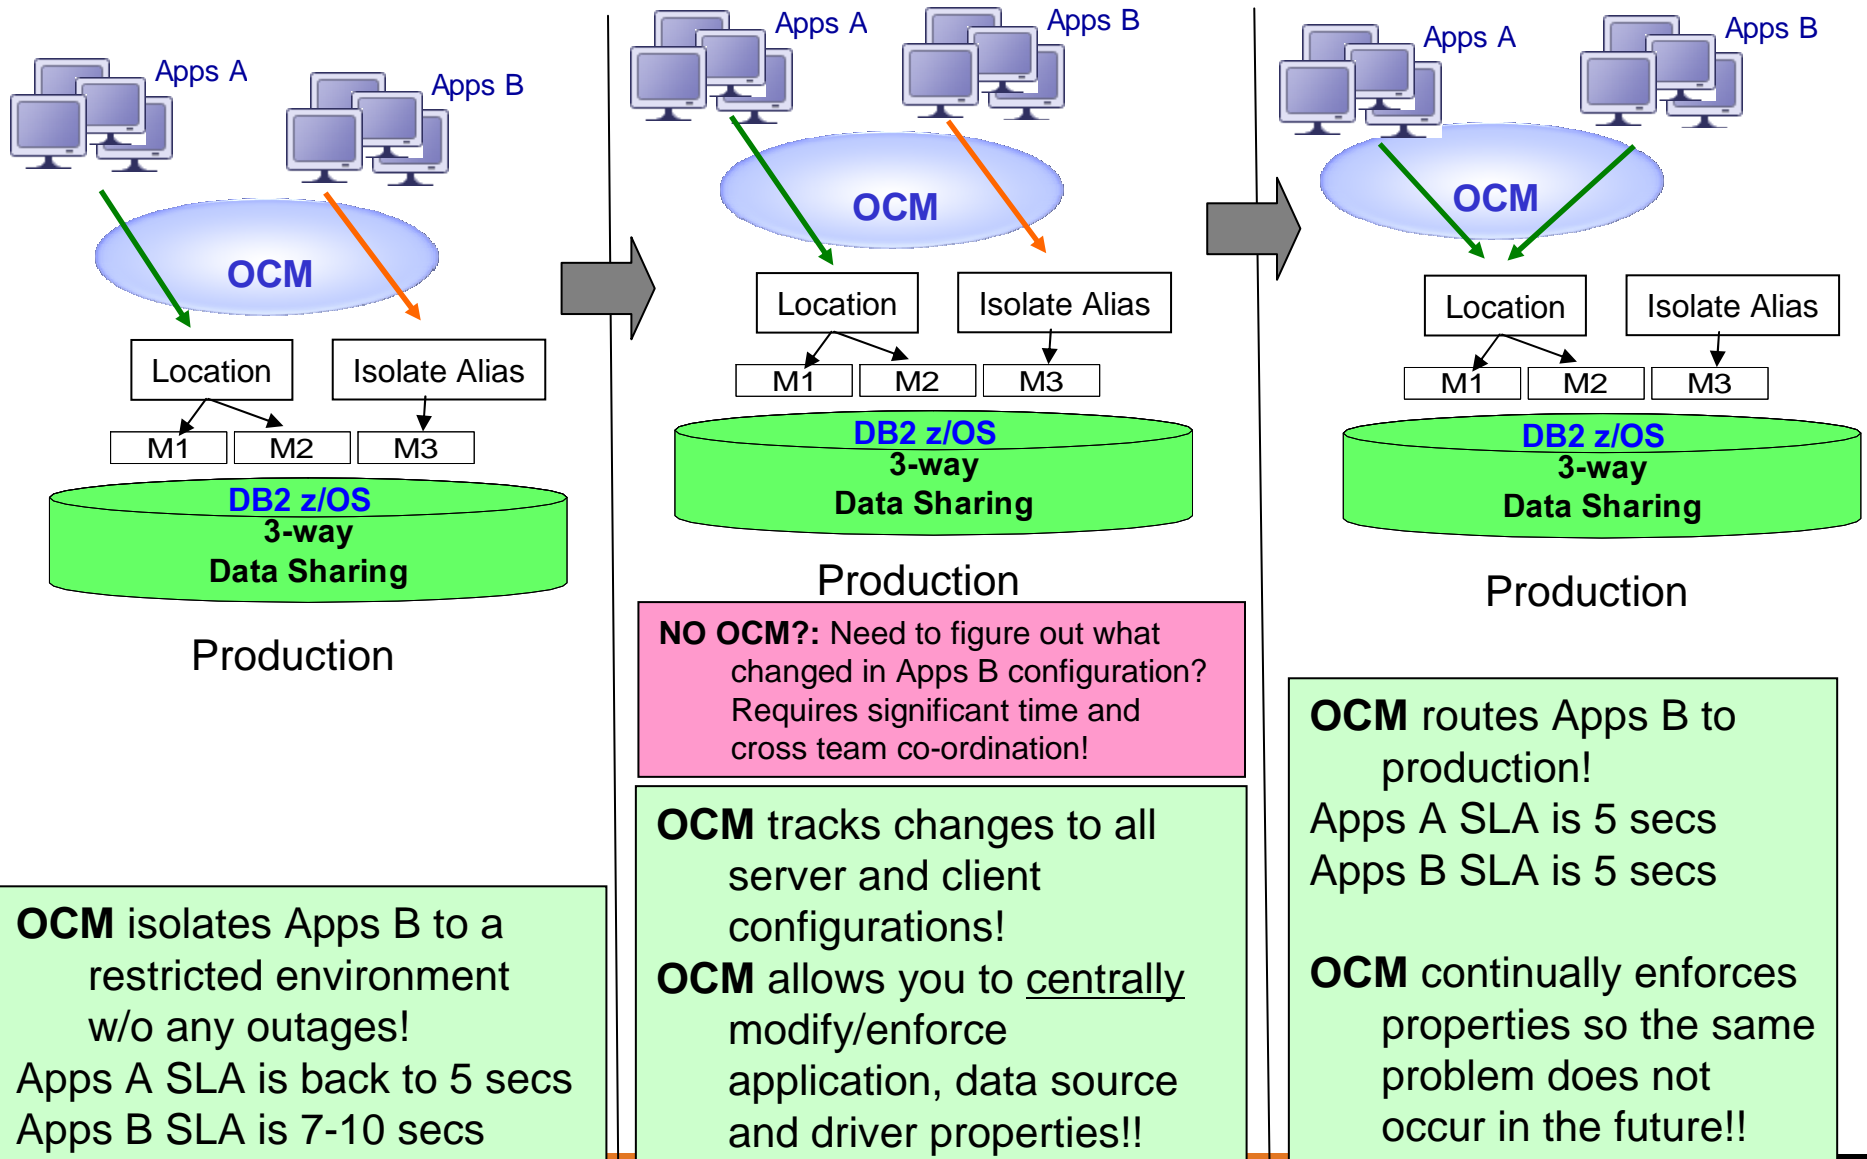 Apps A
Apps B
OCM
Location
Isolate Alias
M1
M2
M3
DB2 z/OS
3-way
Data Sharing
Production
OCM isolates Apps B to a
restricted environment
w/o any outages!
Apps A SLA is back to 5 secs
Apps B SLA is 7-10 secs
Apps A
Apps B
OCM
Location
Isolate Alias
M1
M2
M3
DB2 z/OS
3-way
Data Sharing
Production
NO OCM?: Need to figure out what
changed in Apps B configuration?
Requires significant time and
cross team co-ordination!
OCM tracks changes to all
server and client
configurations!
OCM allows you to centrally
modify/enforce
application, data source
and driver properties!!
Apps A
Apps B
OCM
Location
Isolate Alias
M1
M2
M3
DB2 z/OS
3-way
Data Sharing
Production
OCM routes Apps B to
production!
Apps A SLA is 5 secs
Apps B SLA is 5 secs
OCM continually enforces
properties so the same
problem does not
occur in the future!!